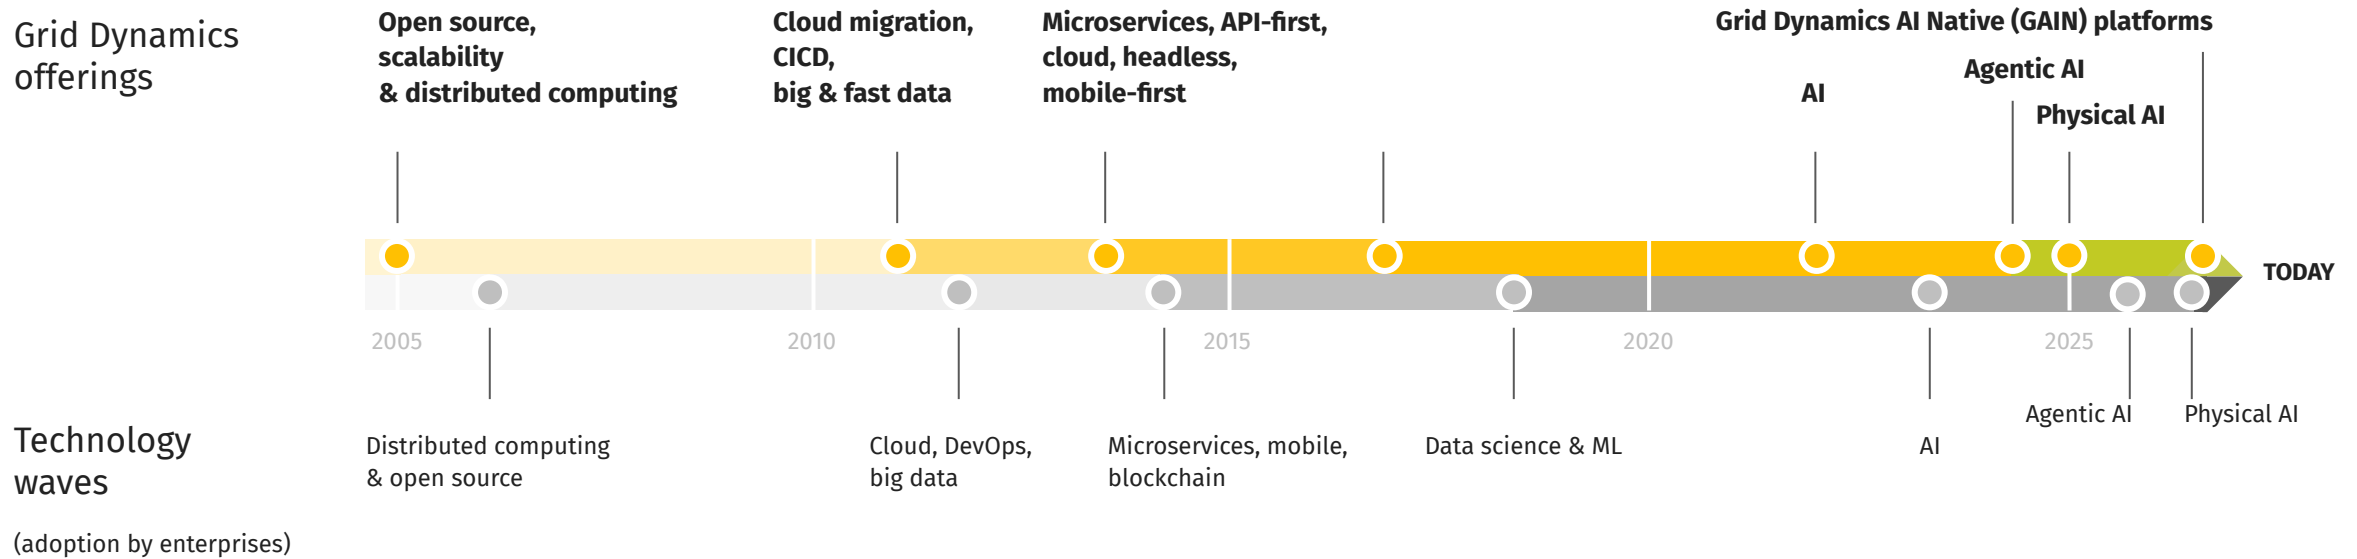 Grid Dynamics
offerings
Open source,
scalability
& distributed computing
Cloud migration,
CICD,
big & fast data
Microservices, API-first,
cloud, headless,
mobile-first
Grid Dynamics AI Native (GAIN) platforms
Agentic AI
AI
Physical AI
TODAY
2005
2010
2015
2020
2025
Technology
waves
(adoption by enterprises)
Distributed computing
& open source
Cloud, DevOps,
big data
Microservices, mobile,
blockchain
Data science & ML
AI
Agentic AI
Physical AI